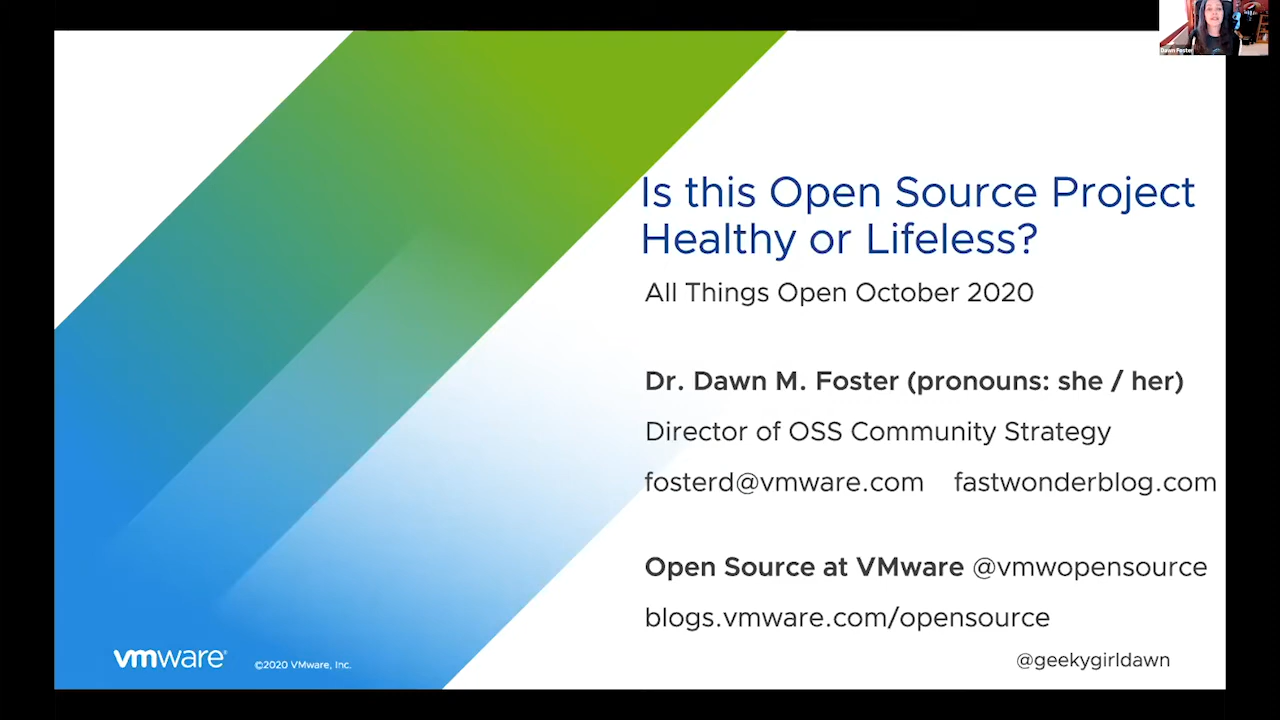 Dawn Foster
Is this Open Source Project
Healthy or Lifeless?
All Things Open October 2020
Dr. Dawn M. Foster (pronouns: she / her)
Director of OSS Community Strategy
fosterd@vmware.com fastwonderblog.com
Open Source at VMware @vmwopensource
blogs.vmware.com/opensource
vmware® ©2020 VMware, Inc.
@geekygirldawn